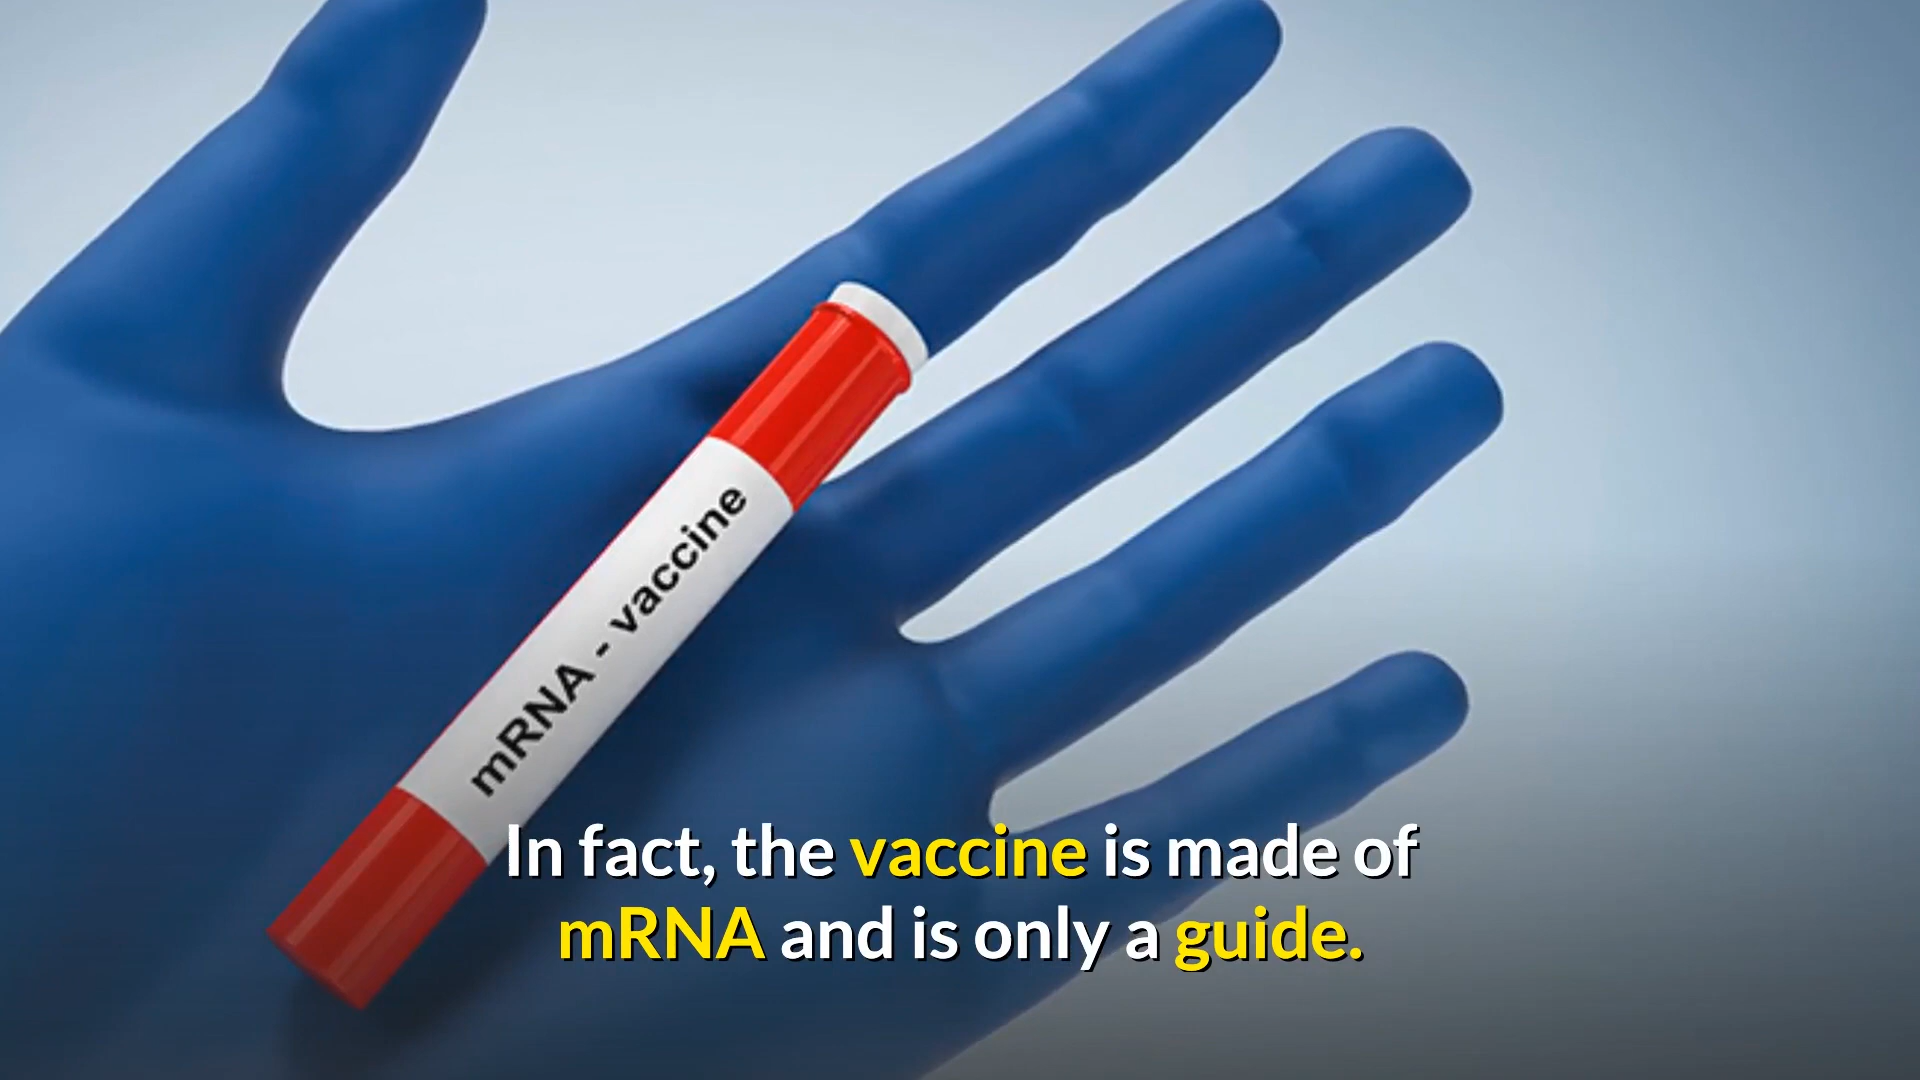 mRNA - vaccine
In fact, the vaccine is made of
mRNA and is only a guide.